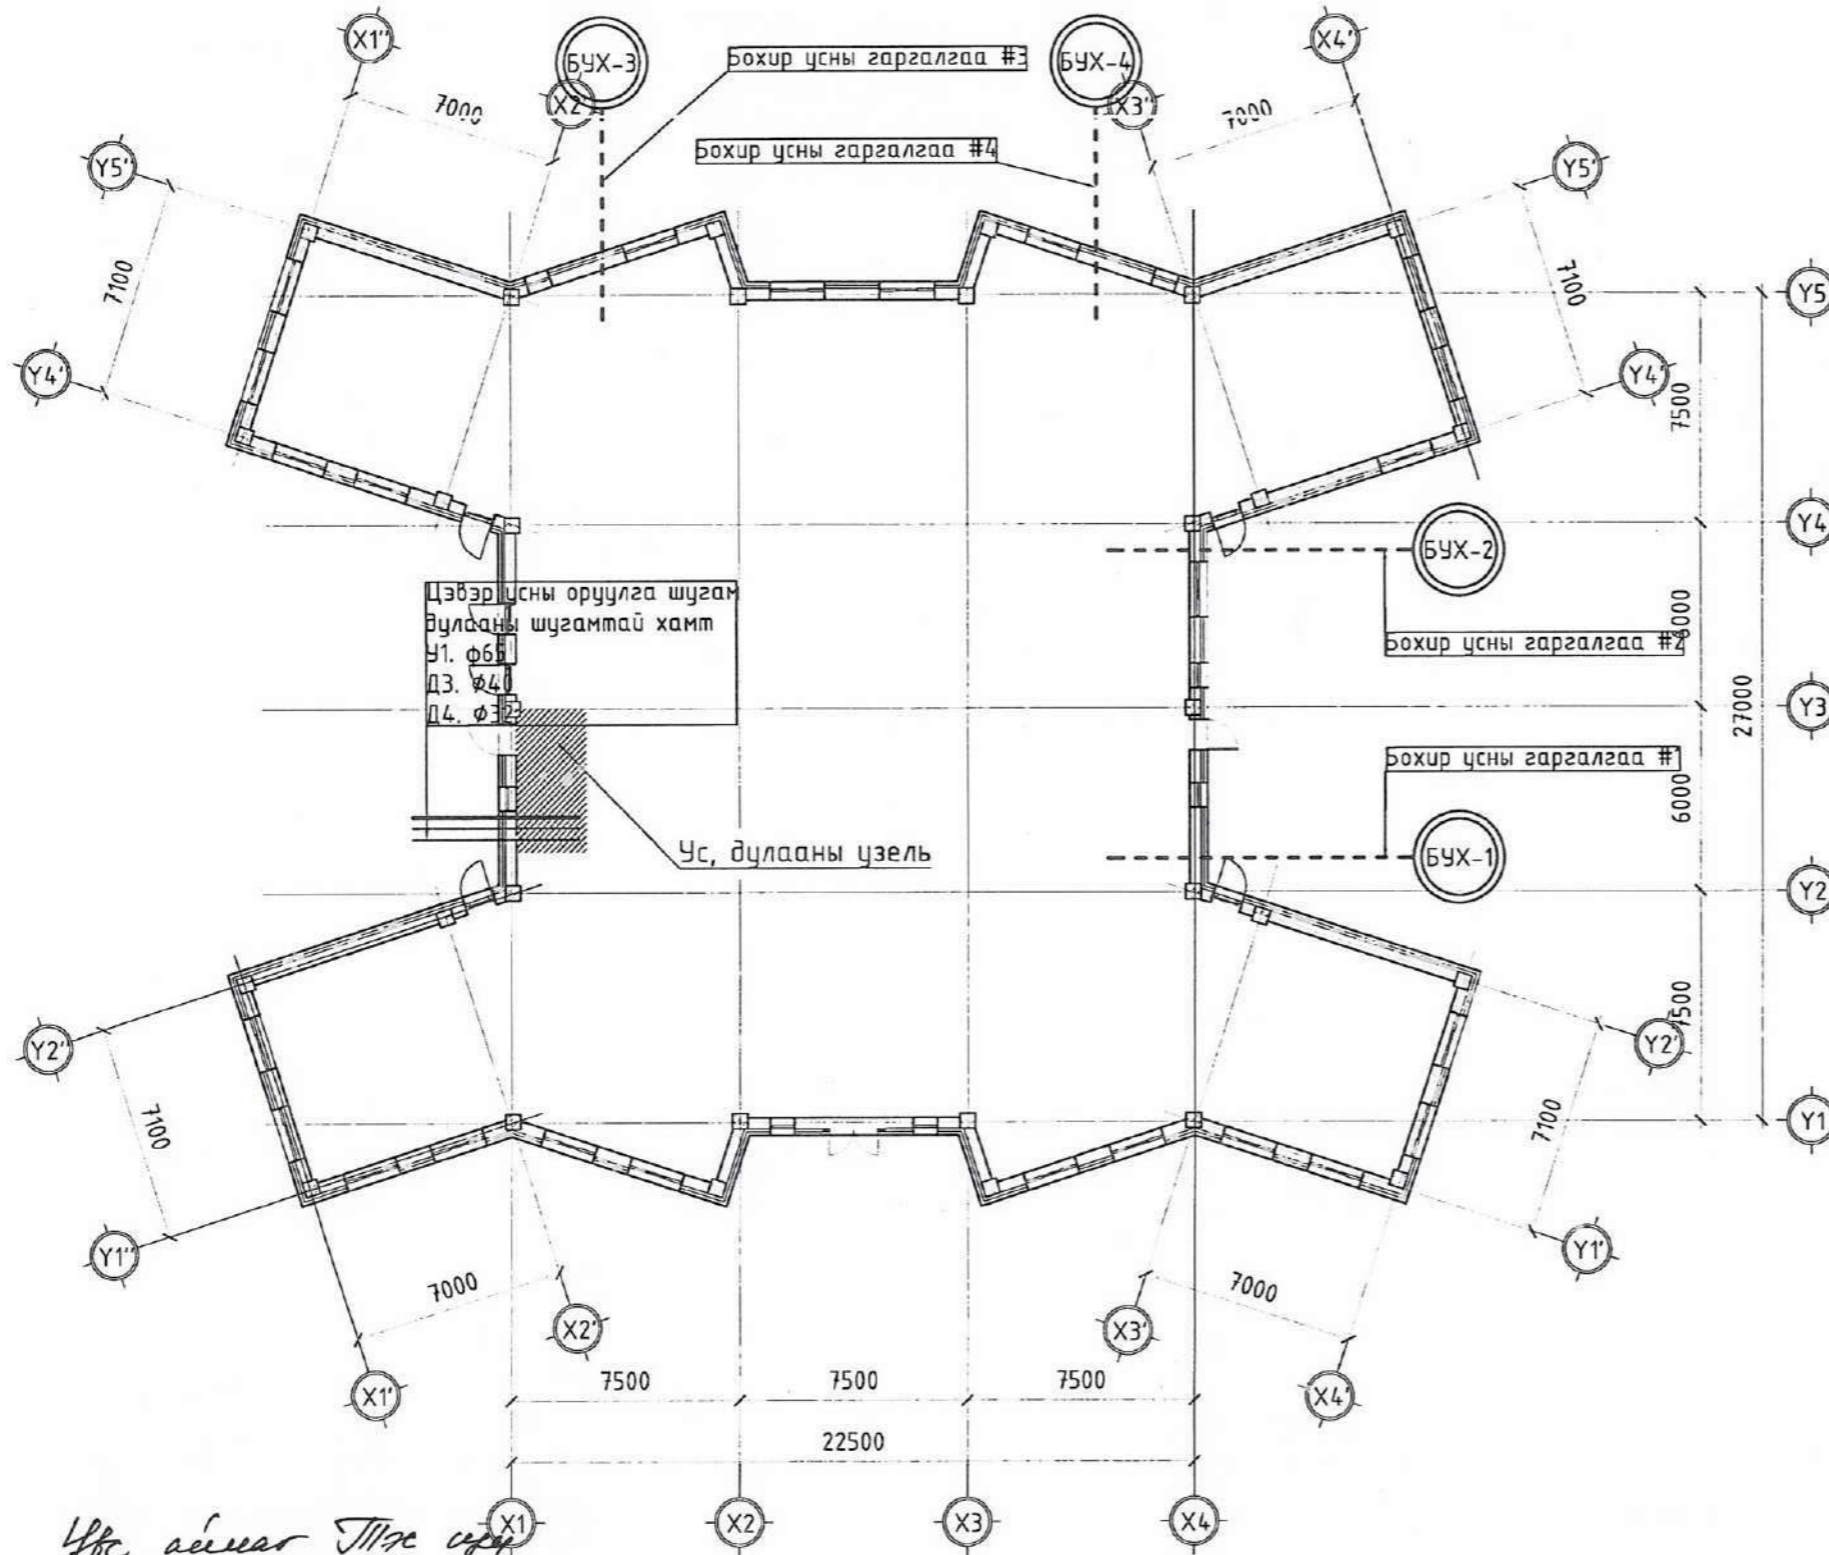 X1''
БУХ-3
Бохир усны гаргалгаа #3
БУХ-4
X4'
7000
X2'
X3'
7000
Бохир усны гаргалгаа #4
Y5'
Y5'
7100
7100
Y5
Y4'
Y4'
7500
Y4
БУХ-2
Цэвэр усны оруулга шугам
дулааны шугамтай хамт
У1. ф65
Д3. ф40
Д4. ф32
6000
Бохир усны гаргалгаа #2
Y3
27000
Бохир усны гаргалгаа #1
6000
Ус, дулааны узель
БУХ-1
Y2
7500
Y2''
Y2'
7100
7100
Y1
Y1''
Y1'
7000
7000
X2'
X3'
X1'
X4'
7500
7500
7500
22500
X1
X2
X3
X4
аймаг